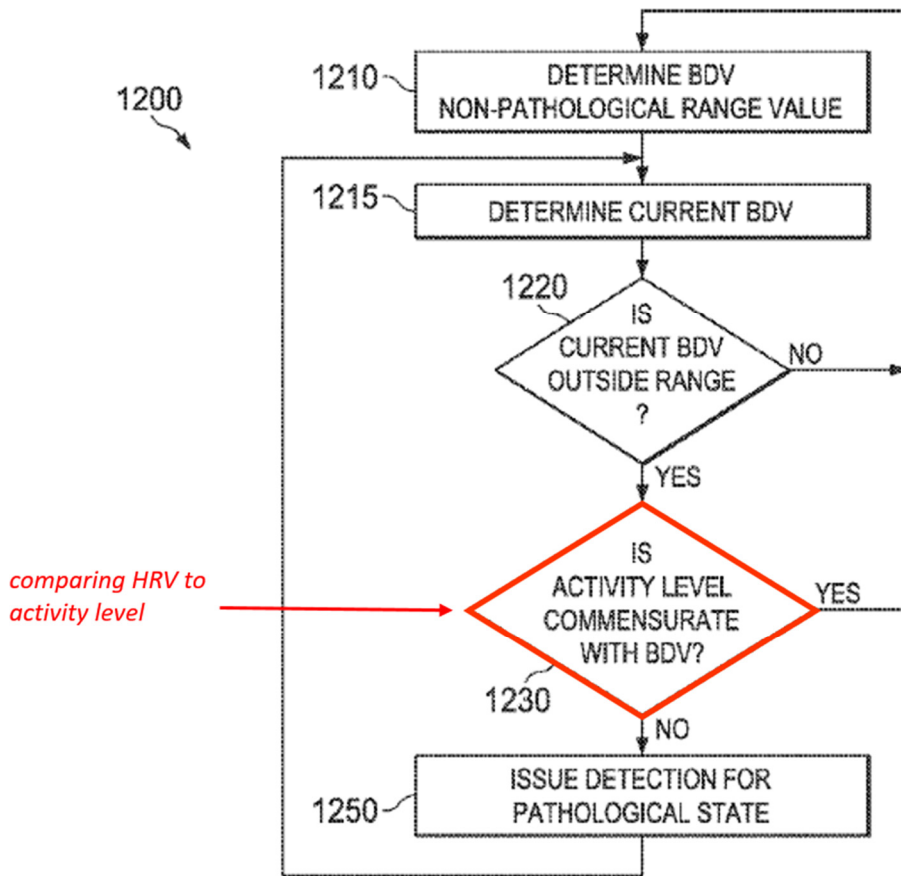 1200
1210
DETERMINE BDV
NON-PATHOLOGICAL RANGE VALUE
1215
DETERMINE CURRENT BDV
1220
IS
CURRENT BDV
OUTSIDE RANGE
?
NO
YES
comparing HRV to
activity level
IS
ACTIVITY LEVEL
COMMENSURATE
WITH BDV?
YES
1230
NO
1250
ISSUE DETECTION FOR
PATHOLOGICAL STATE